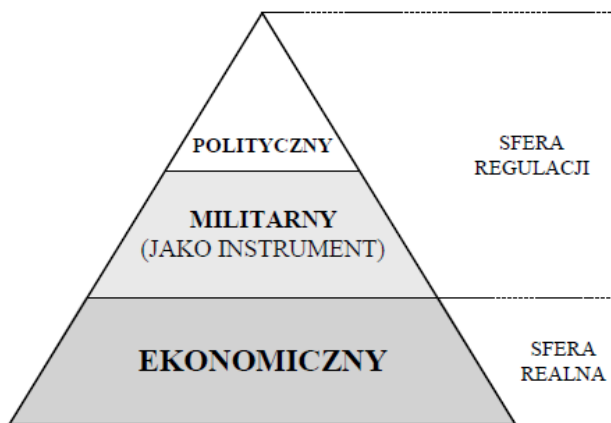 POLITYCZNY
SFERA
REGULACJI
MILITARNY
(JAKO INSTRUMENT)
EKONOMICZNY
SFERA
REALNA